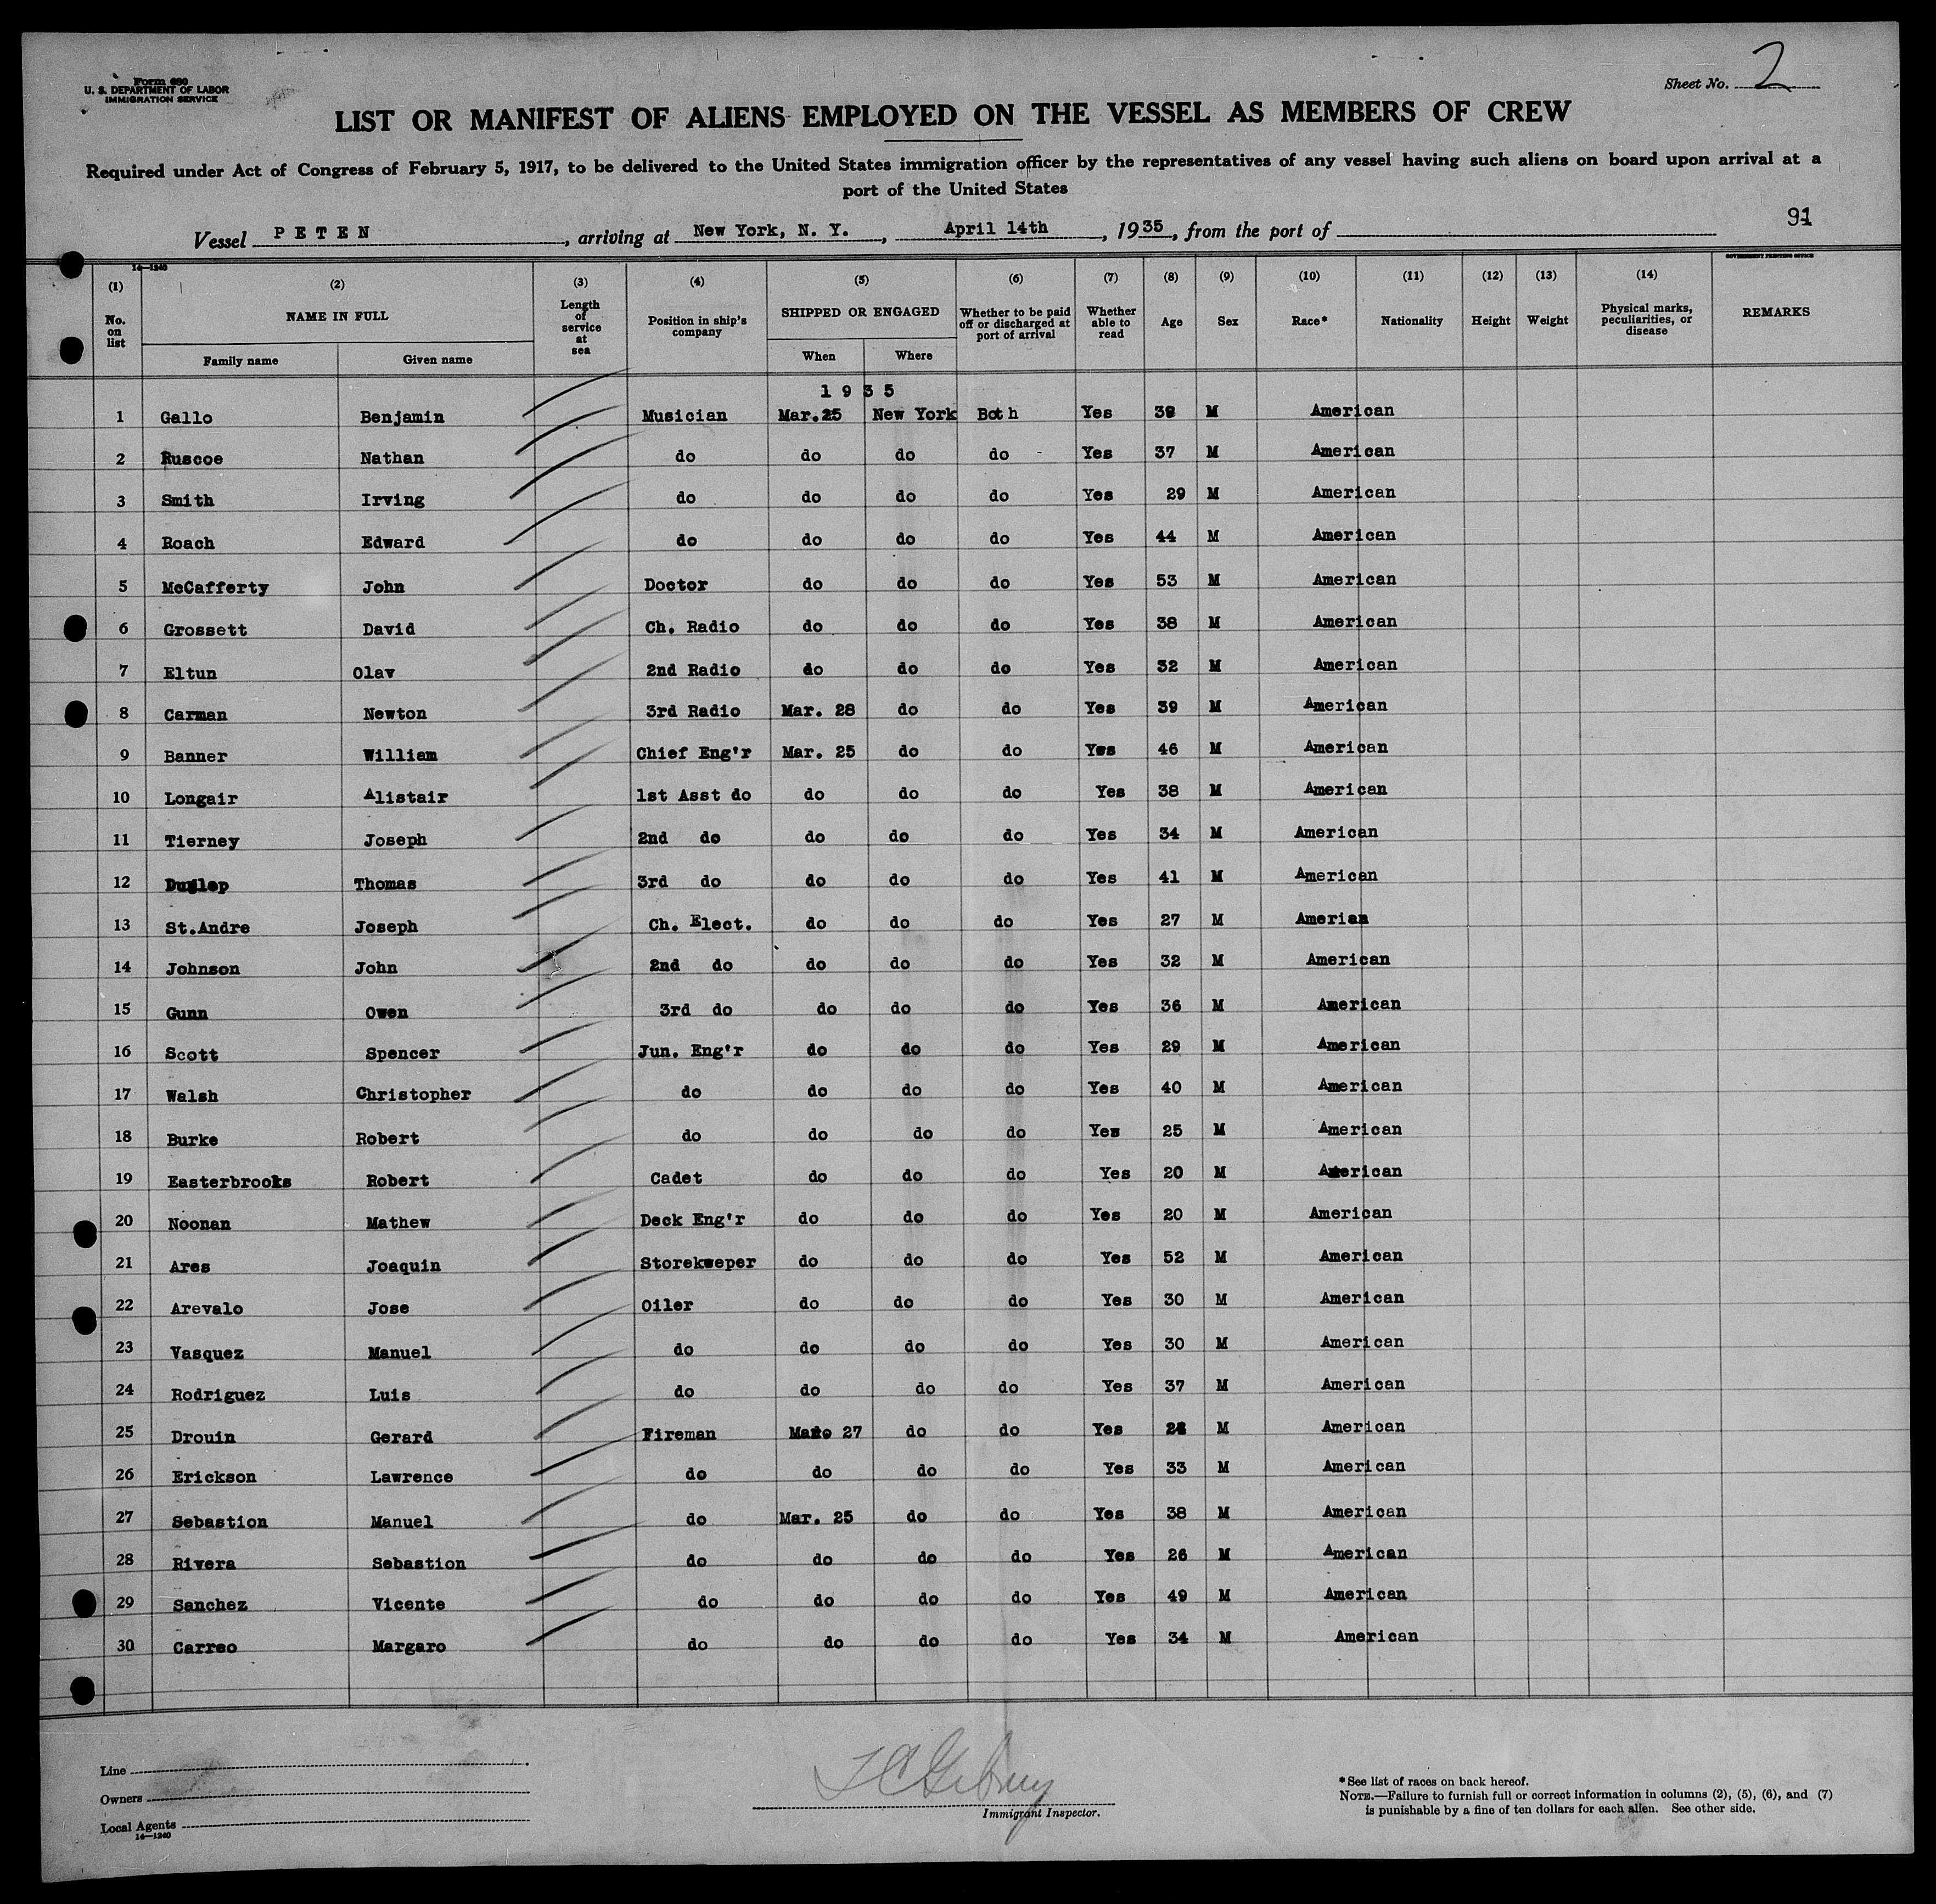 Form 680
U. S. DEPARTMENT OF LABOR
IMMIGRATION SERVICE
Sheet No. 2
LIST OR MANIFEST OF ALIENS EMPLOYED ON THE VESSEL AS MEMBERS OF CREW
Required under Act of Congress of February 5, 1917, to be delivered to the United States immigration officer by the representatives of any vessel having such aliens on board upon arrival at a
port of the United States
91
Vessel PETEN, arriving at New York, N. Y., April 14th, 1935, from the port of
14—1240
GOVERNMENT PRINTING OFFICE
(1) (2) (3) (4) (5) (6) (7) (8) (9) (10) (11) (12) (13) (14)
No. on list NAME IN FULL Length of service at sea Position in ship's company SHIPPED OR ENGAGED Whether to be paid off or discharged at port of arrival Whether able to read Age Sex Race* Nationality Height Weight Physical marks, peculiarities, or disease REMARKS
Family name Given name When Where
1935
1 Gallo Benjamin Musician Mar.25 New York Both Yes M American
2 Ruscoe Nathan do do do do Yes 37 M American
3 Smith Irving do do do do Yes 29 M American
4 Roach Edward do do do do Yes 44 M American
5 McCafferty John Doctor do do do Yes 53 M American
6 Grossett David Ch. Radio do do do Yes 38 M American
7 Eltun Olav 2nd Radio do do do Yes 32 M American
8 Carman Newton 3rd Radio Mar. 28 do do Yes 39 M American
9 Banner William Chief Eng'r Mar. 25 do do Yes 46 M American
10 Longair Alistair 1st Asst do do do do Yes 38 M American
11 Tierney Joseph 2nd do do do do Yes 34 M American
12 Dunlop Thomas 3rd do do do do Yes 41 M American
13 St.Andre Joseph Ch. Elect. do do do Yes 27 M Amerian
14 Johnson John 2nd do do do do Yes 32 M American
15 Gunn Owen 3rd do do do do Yes 36 M American
16 Scott Spencer Jun. Eng'r do do do Yes 29 M American
17 Walsh Christopher do do do do Yes 40 M American
18 Burke Robert do do do do Yes 25 M American
19 Easterbrooks Robert Cadet do do do Yes 20 M American
20 Noonan Mathew Deck Eng'r do do do Yes 20 M American
21 Ares Joaquin Storekweper do do do Yes 52 M American
22 Arevalo Jose Oiler do do do Yes 30 M American
23 Vasquez Manuel do do do do Yes 30 M American
24 Rodriguez Luis do do do do Yes 37 M American
25 Drouin Gerard Fireman 27 do do Yes M American
26 Erickson Lawrence do do do do Yes 33 M American
27 Sebastion Manuel do Mar. 25 do do Yes 38 M American
28 Rivera Sebastion do do do do Yes 26 M American
29 Sanchez Vicente do do do do Yes 49 M American
30 Carreo Margaro do do do do Yes 34 M American
Line
Owners
Local Agents
14—1240
Immigrant Inspector.
*See list of races on back hereof.
NOTE.—Failure to furnish full or correct information in columns (2), (5), (6), and (7)
is punishable by a fine of ten dollars for each alien. See other side.